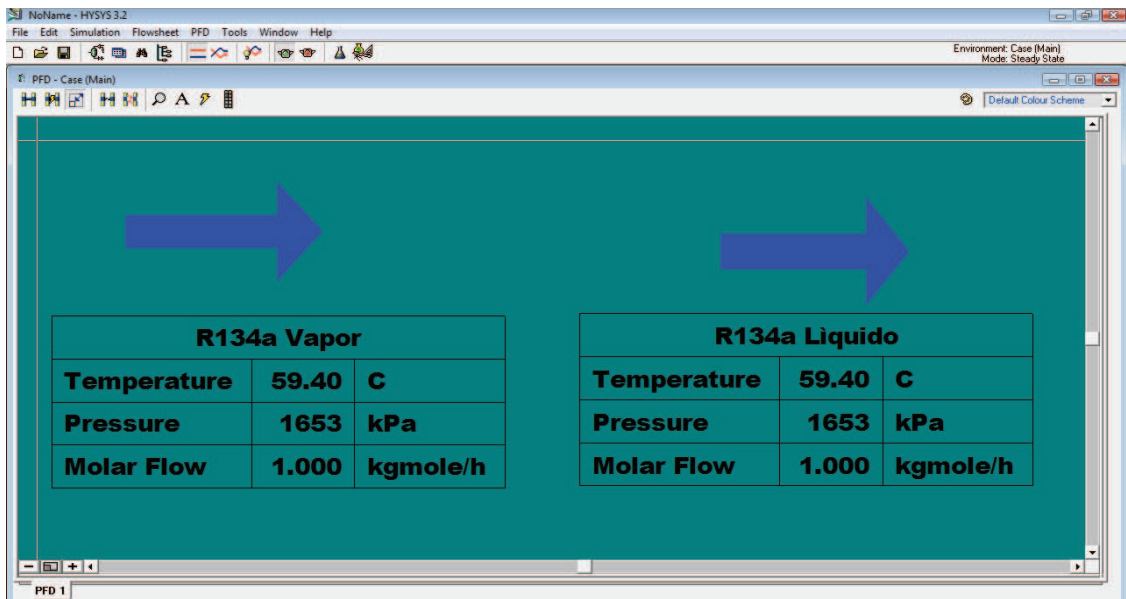 NoName - HYSYS 3.2
File Edit Simulation Flowsheet PFD Tools Window Help
Environment: Case (Main)
Mode: Steady State
PFD - Case (Main)
A
Default Colour Scheme
R134a Vapor
Temperature 59.40 C
Pressure 1653 kPa
Molar Flow 1.000 kgmole/h
R134a Lìquido
Temperature 59.40 C
Pressure 1653 kPa
Molar Flow 1.000 kgmole/h
PFD 1